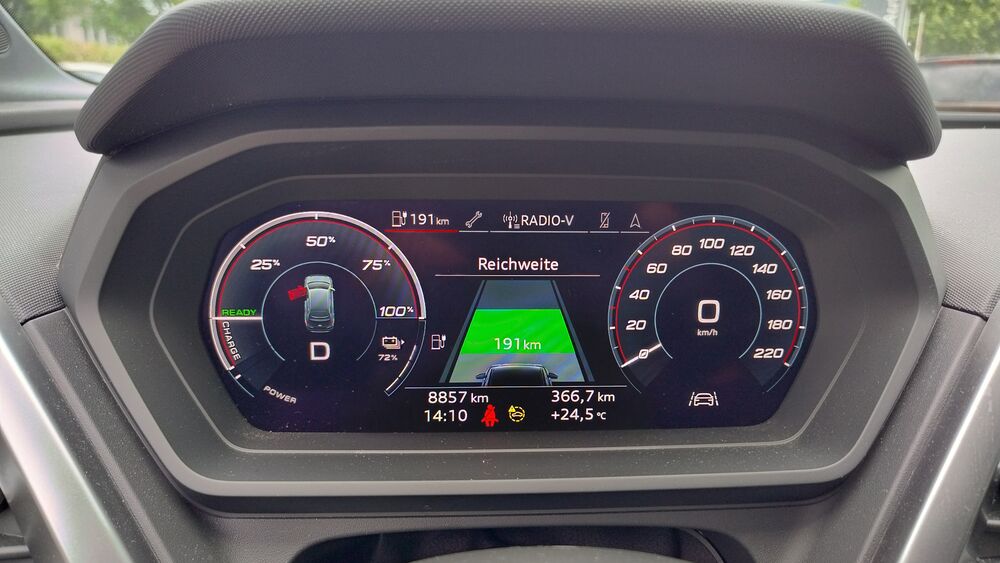 191 km
RADIO-V
Reichweite
191 km
8857 km
366,7 km
14:10
+24,5 °C
25%
50%
75%
100%
READY
CHARGE
POWER
D
72%
0
20
40
60
80
100
120
140
160
180
220
0
km/h